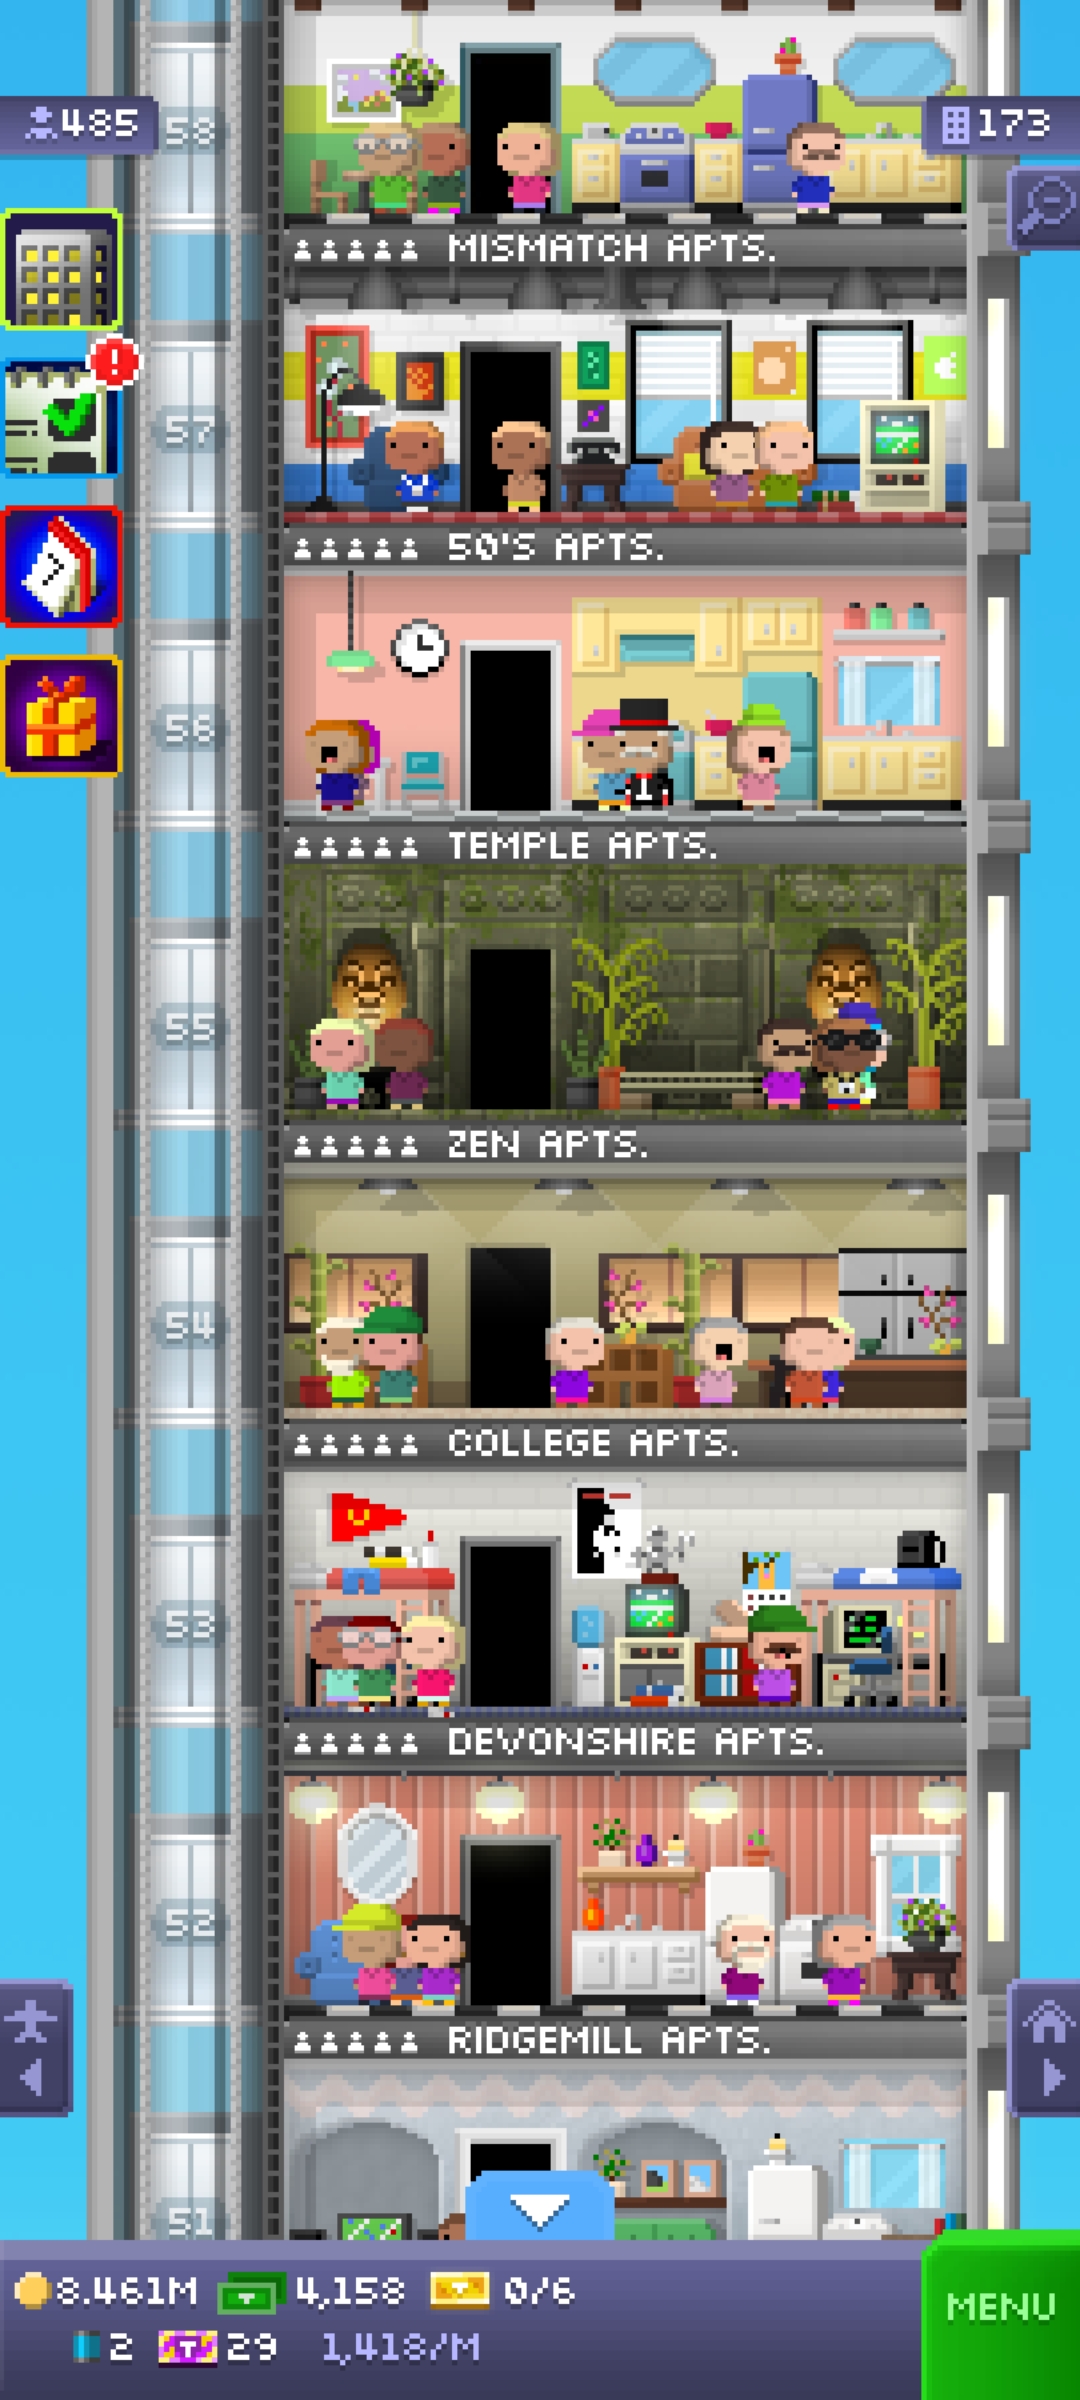 485
58
173
MISMATCH APTS.
57
50'S APTS.
7
56
TEMPLE APTS.
55
ZEN APTS.
54
COLLEGE APTS.
53
DEVONSHIRE APTS.
52
RIDGEMILL APTS.
51
8.461M 4,158 0/6
MENU
2 29 1,418/M